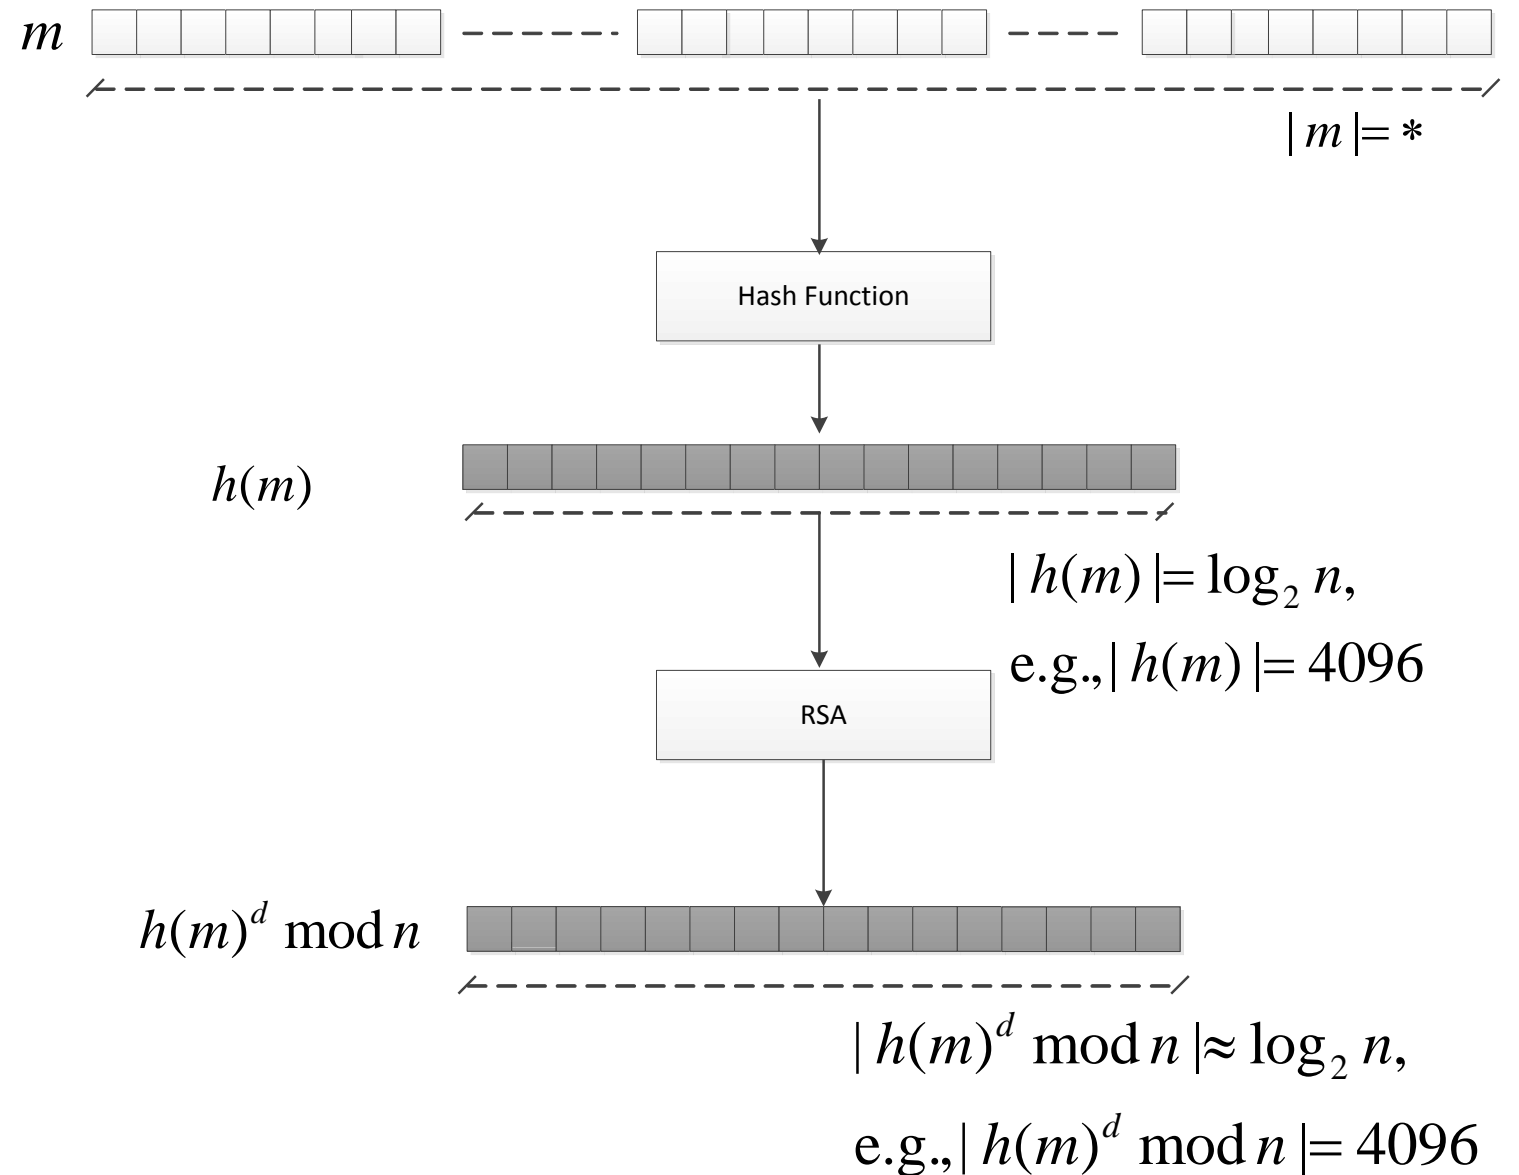 m
| m |= *
Hash Function
h(m)
| h(m) |= log₂ n,
e.g.,| h(m) |= 4096
RSA
h(m)ᵈ mod n
| h(m)ᵈ mod n |≈ log₂ n,
e.g.,| h(m)ᵈ mod n |= 4096